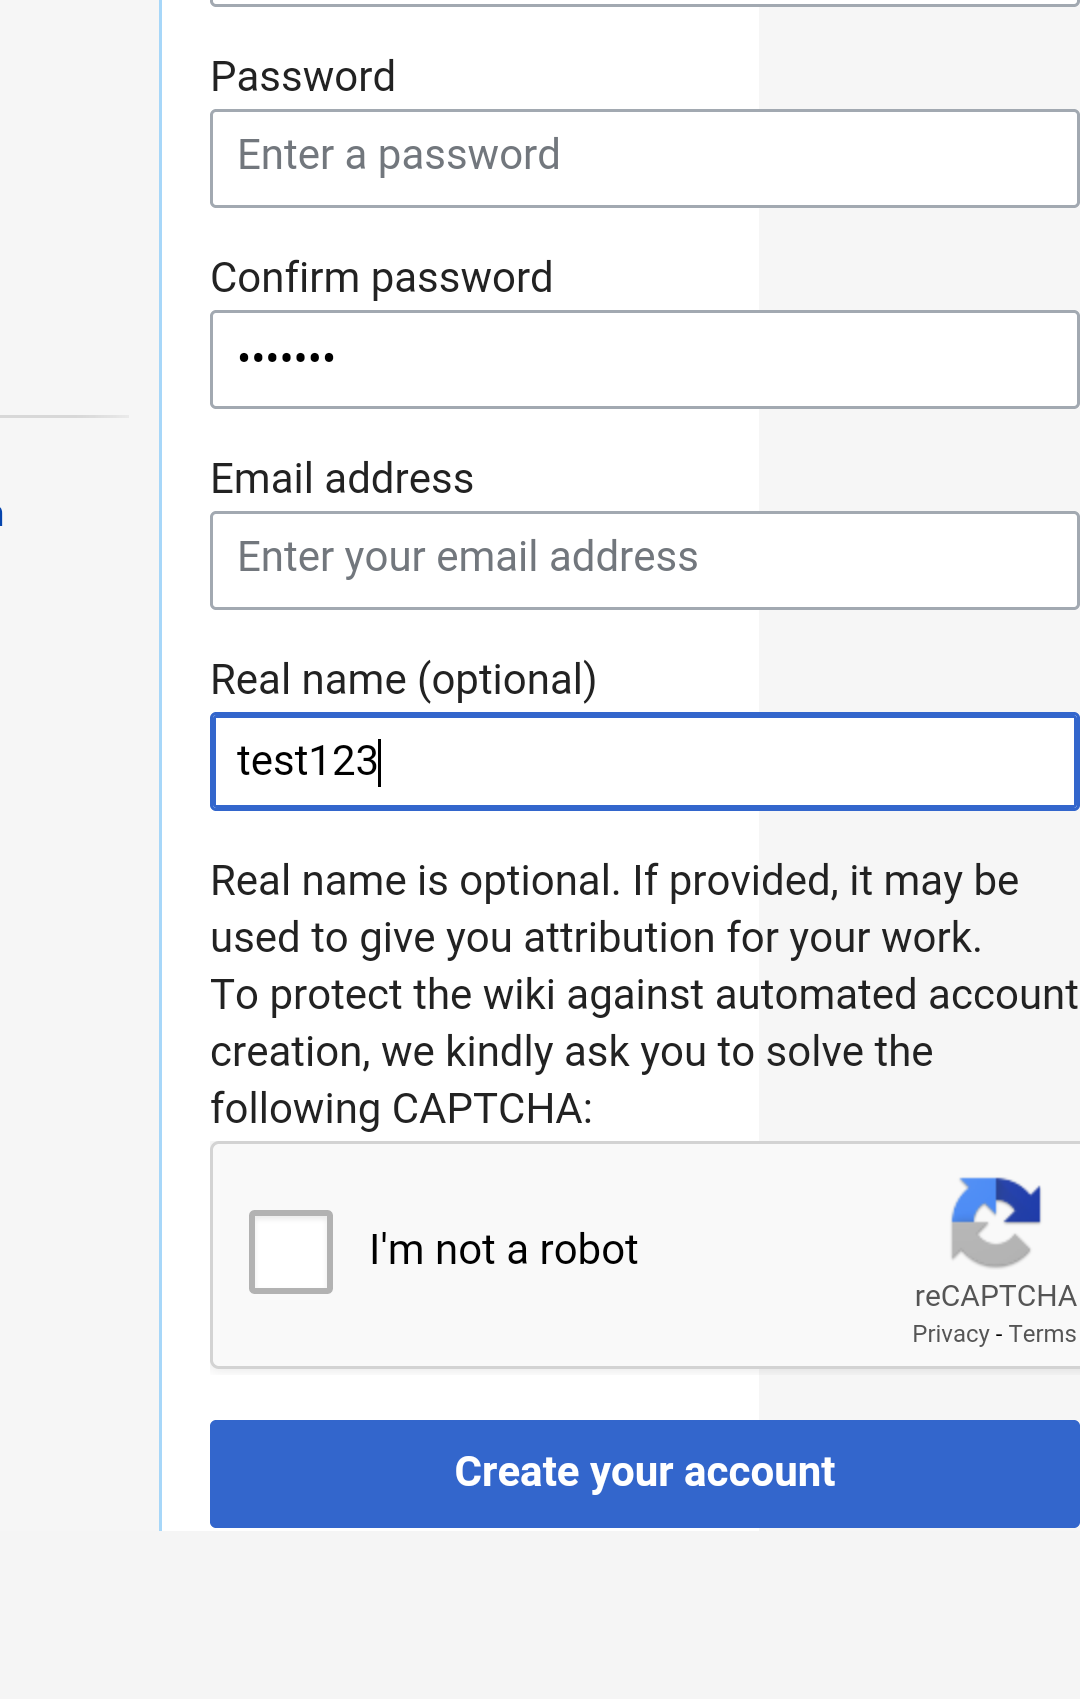 Password
Enter a password
Confirm password
•••••••
Email address
Enter your email address
Real name (optional)
test123
Real name is optional. If provided, it may be
used to give you attribution for your work.
To protect the wiki against automated account
creation, we kindly ask you to solve the
following CAPTCHA:
I'm not a robot
reCAPTCHA
Privacy - Terms
Create your account